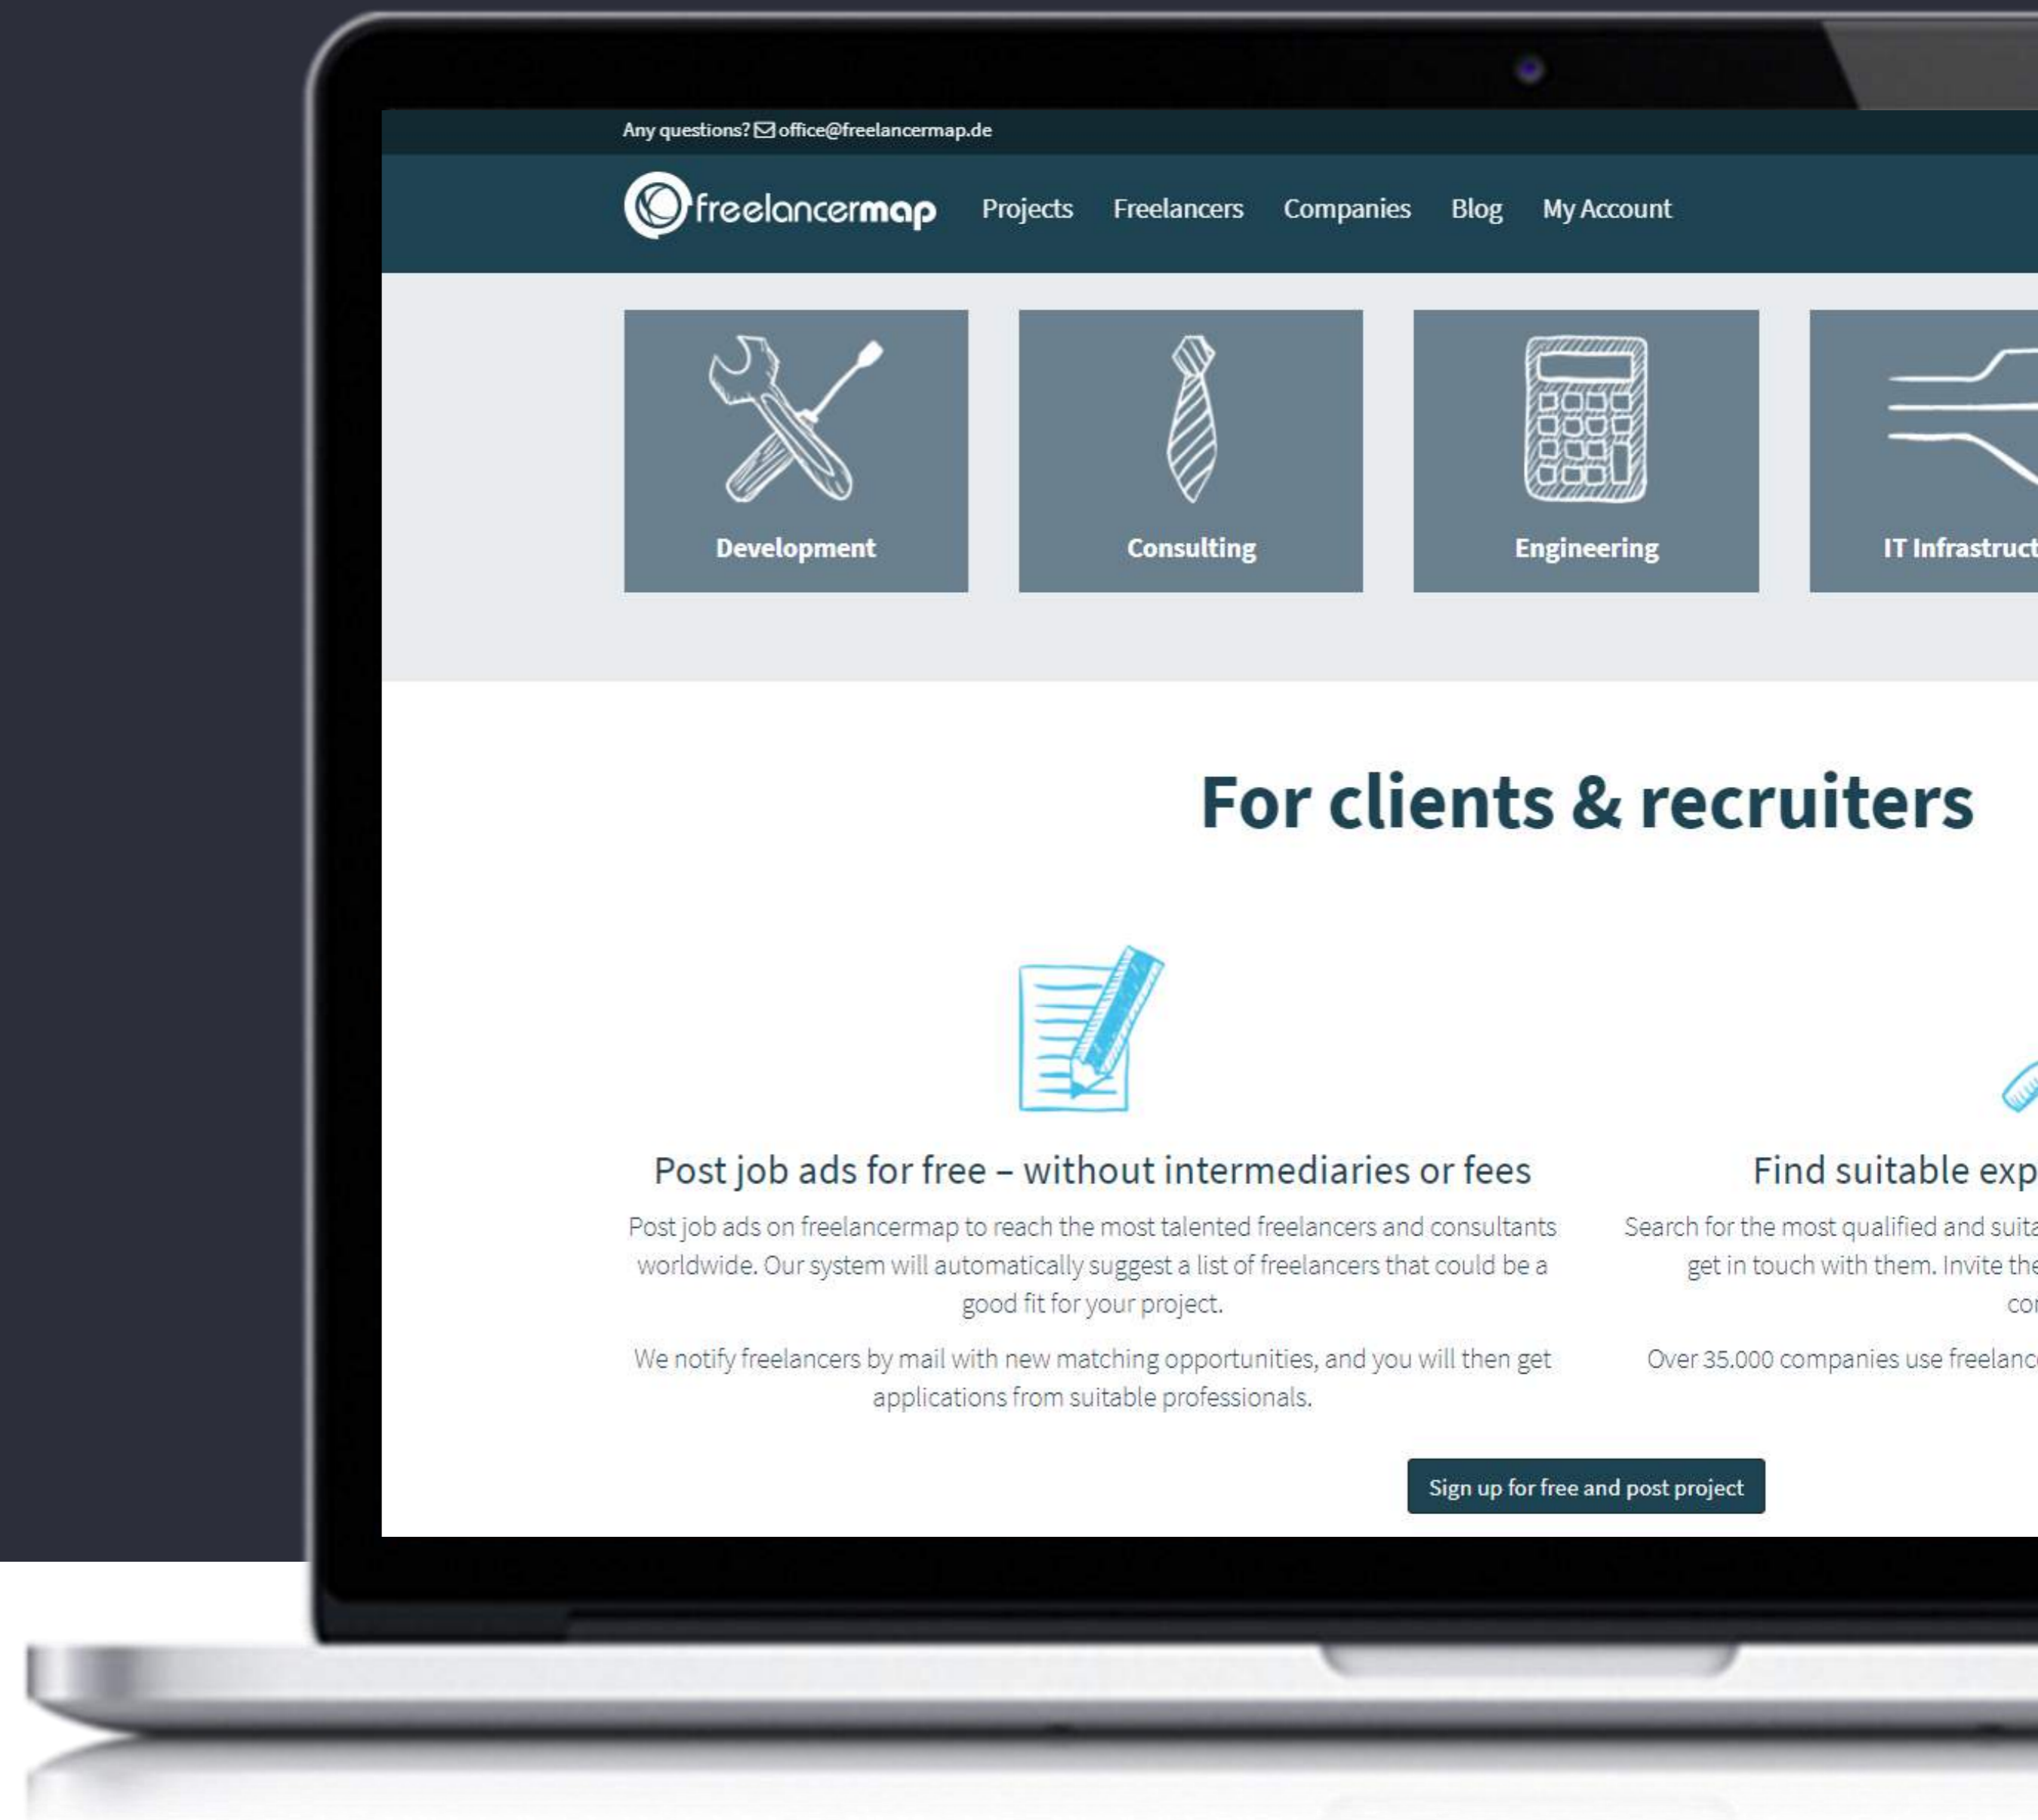 Any questions? office@freelancermap.de
freelancermap Projects Freelancers Companies Blog My Account
Development Consulting Engineering IT Infrastruct
For clients & recruiters
Post job ads for free – without intermediaries or fees
Post job ads on freelancermap to reach the most talented freelancers and consultants
worldwide. Our system will automatically suggest a list of freelancers that could be a
good fit for your project.
We notify freelancers by mail with new matching opportunities, and you will then get
applications from suitable professionals.
Find suitable exp
Search for the most qualified and suita
get in touch with them. Invite the
Over 35.000 companies use freelanc
Sign up for free and post project